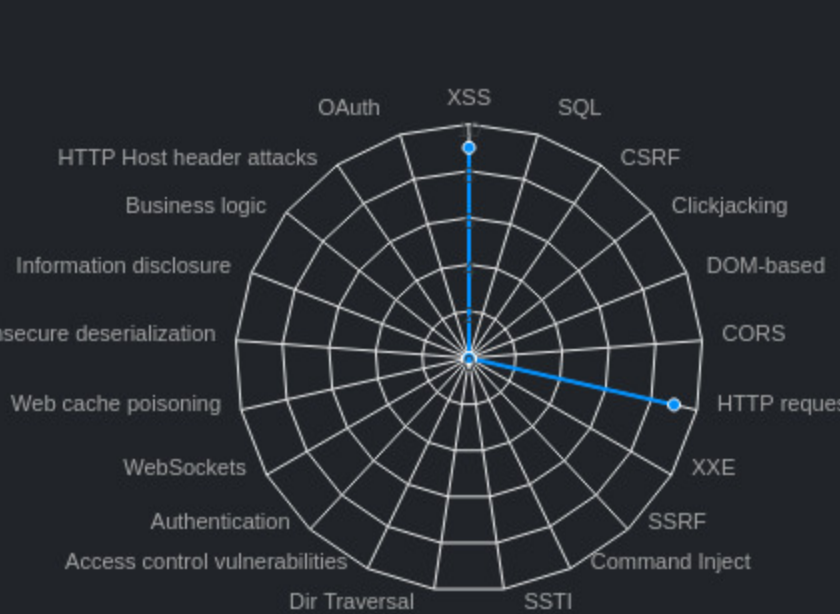 XSS
OAuth
SQL
HTTP Host header attacks
CSRF
Business logic
Clickjacking
Information disclosure
DOM-based
nsecure deserialization
CORS
Web cache poisoning
HTTP reques
WebSockets
XXE
Authentication
SSRF
Access control vulnerabilities
Command Inject
Dir Traversal
SSTI